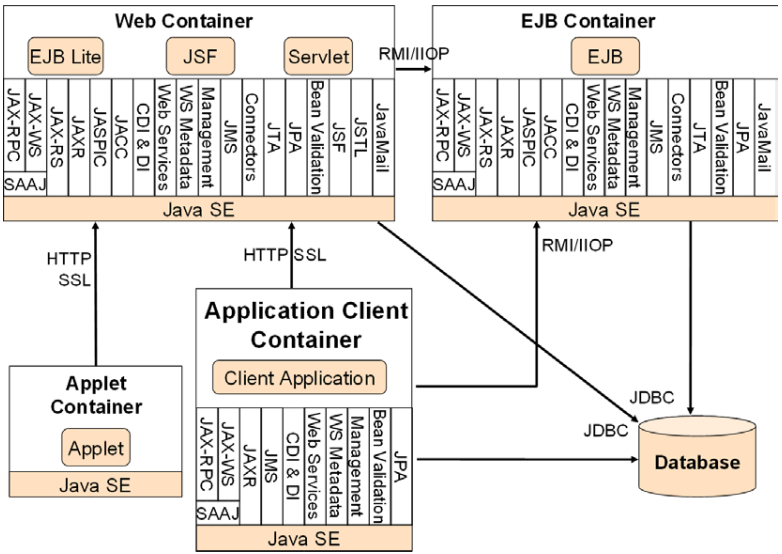 Web Container
EJB Lite
JSF
Servlet
JAX-RPC
JAX-WS
SAAJ
JAX-RS
JAXR
JASPIC
JACC
CDI & DI
Web Services
WS Metadata
Management
JMS
Connectors
JTA
JPA
Bean Validation
JSF
JSTL
JavaMail
Java SE
RMI/IIOP
EJB Container
EJB
JAX-RPC
JAX-WS
SAAJ
JAX-RS
JAXR
JASPIC
JACC
CDI & DI
Web Services
WS Metadata
Management
JMS
Connectors
JTA
Bean Validation
JPA
JavaMail
Java SE
HTTP
SSL
HTTP SSL
RMI/IIOP
Applet
Container
Applet
Java SE
Application Client
Container
Client Application
JAX-RPC
JAX-WS
SAAJ
JAXR
JMS
CDI & DI
Web Services
WS Metadata
Management
Bean Validation
JPA
Java SE
JDBC
JDBC
Database